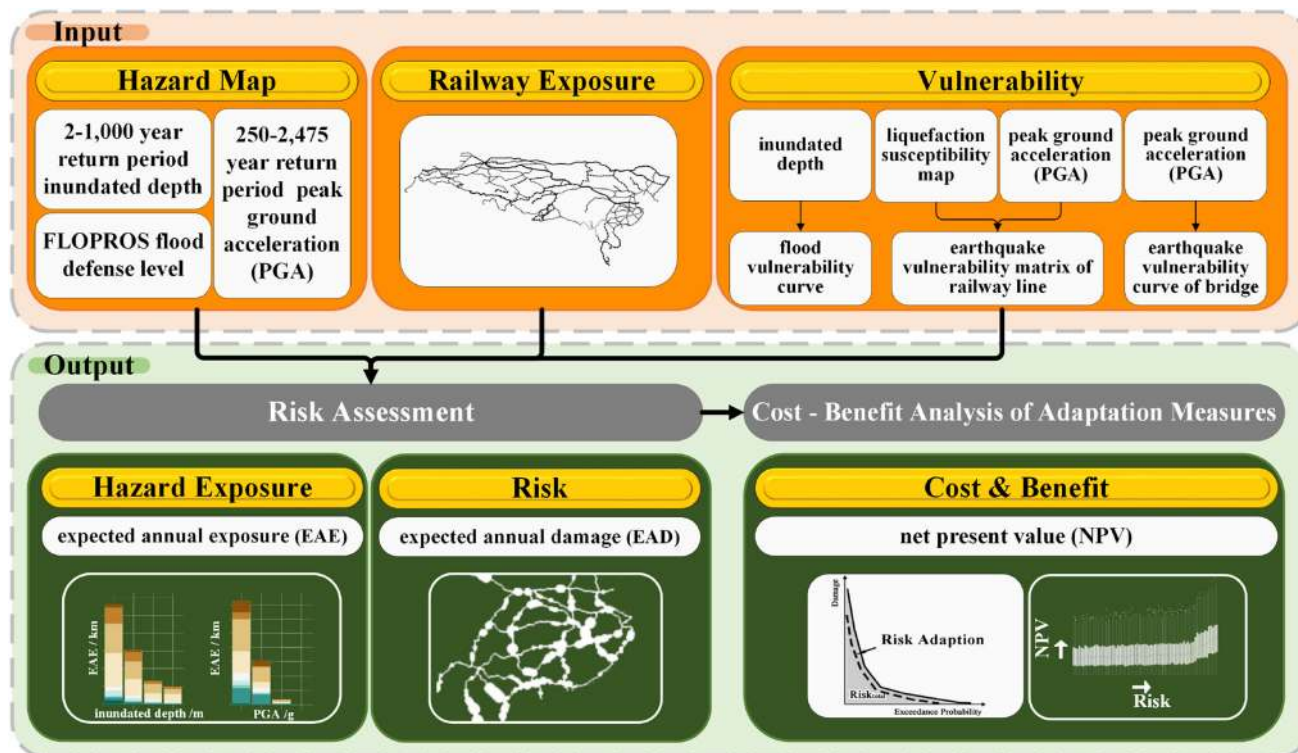 Input
Hazard Map
2-1,000 year
return period
inundated depth
FLOPROS flood
defense level
250-2,475
year return
period peak
ground
acceleration
(PGA)
Railway Exposure
Vulnerability
inundated
depth
liquefaction
susceptibility
map
peak ground
acceleration
(PGA)
peak ground
acceleration
(PGA)
flood
vulnerability
curve
earthquake
vulnerability matrix of
railway line
earthquake
vulnerability
curve of bridge
Output
Risk Assessment
Cost - Benefit Analysis of Adaptation Measures
Hazard Exposure
expected annual exposure (EAE)
EAE / km
inundated depth /m
EAE / km
PGA /g
Risk
expected annual damage (EAD)
Cost & Benefit
net present value (NPV)
Damage
Risk Adaption
Exceedance Probability
NPV
Risk